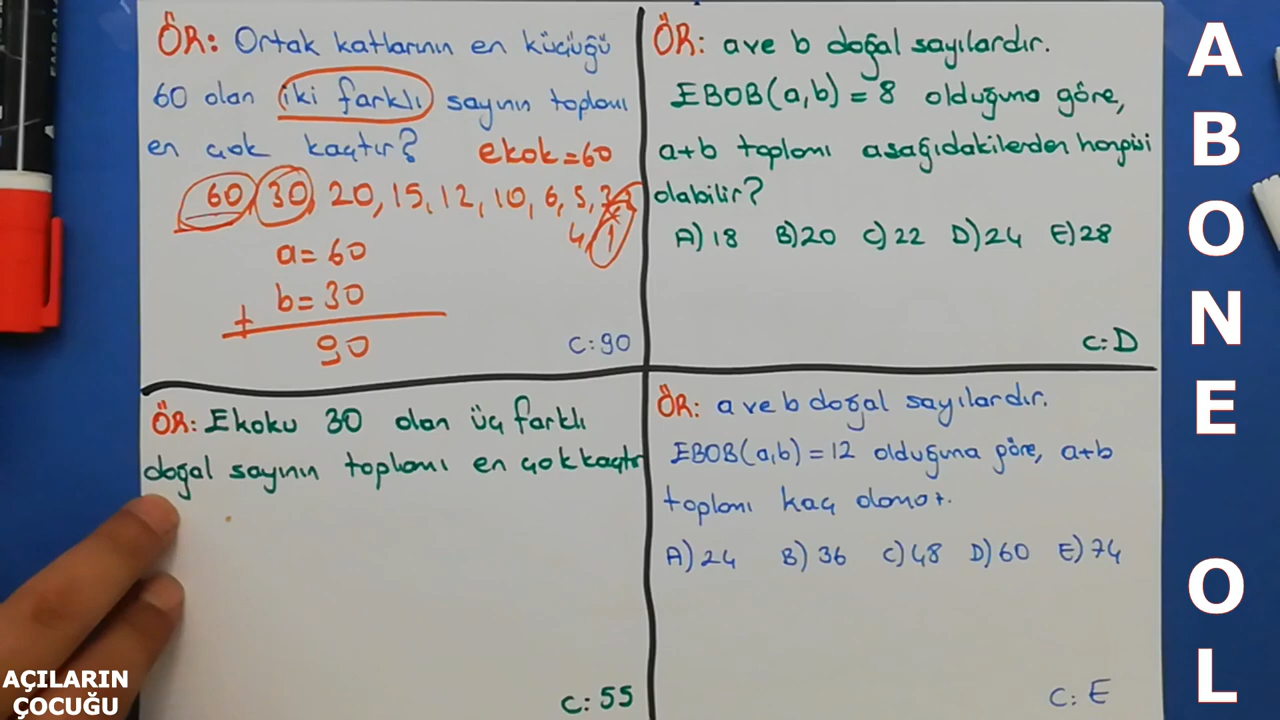 ÖR: Ortak katlarının en küçüğü
60 olan iki farklı sayının toplamı
en çok kaçtır? ekok=60
60 30, 20, 15, 12, 10, 6, 5,
4, 1
a=60
+ b=30
90
C:90
ÖR: a ve b doğal sayılardır.
EBOB(a,b) = 8 olduğuna göre,
a+b toplamı aşağıdakilerden hangisi
olabilir?
A)18 B)20 C)22 D)24 E)28
C:D
ÖR: Ekoku 30 olan üç farklı
doğal sayının toplamı en çok kaçtır
C:55
ÖR: a ve b doğal sayılardır.
EBOB(a,b) = 12 olduğuna göre, a+b
toplamı kaç olamaz.
A)24 B)36 C)48 D)60 E)74
C:E
ABONE OL
AÇILARIN
ÇOCUĞU